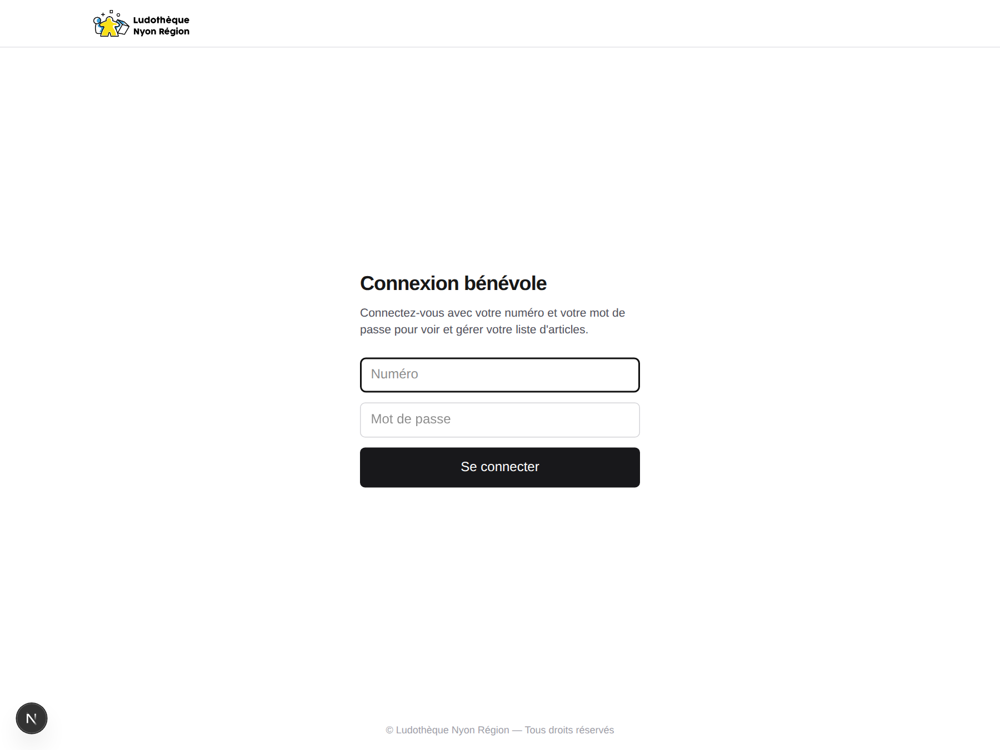 Ludothèque
Nyon Région
Connexion bénévole
Connectez-vous avec votre numéro et votre mot de
passe pour voir et gérer votre liste d'articles.
Numéro
Mot de passe
Se connecter
N
© Ludothèque Nyon Région — Tous droits réservés